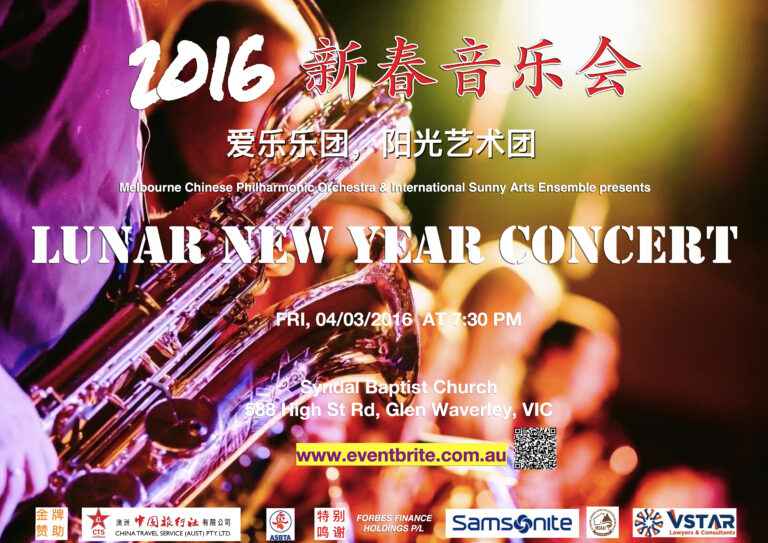 2016 新春音乐会
爱乐乐团，阳光艺术团
Melbourne Chinese Philharmonic Orchestra & International Sunny Arts Ensemble presents
LUNAR NEW YEAR CONCERT
FRI, 04/03/2016 AT 7:30 PM
Syndal Baptist Church
588 High St Rd, Glen Waverley, VIC
www.eventbrite.com.au
金牌
赞助
CTS
澳洲中国旅行社有限公司
CHINA TRAVEL SERVICE (AUST) PTY. LTD.
ASBTA
特别
鸣谢
FORBES FINANCE
HOLDINGS P/L
Samsonite
VSTAR
Lawyers & Consultants